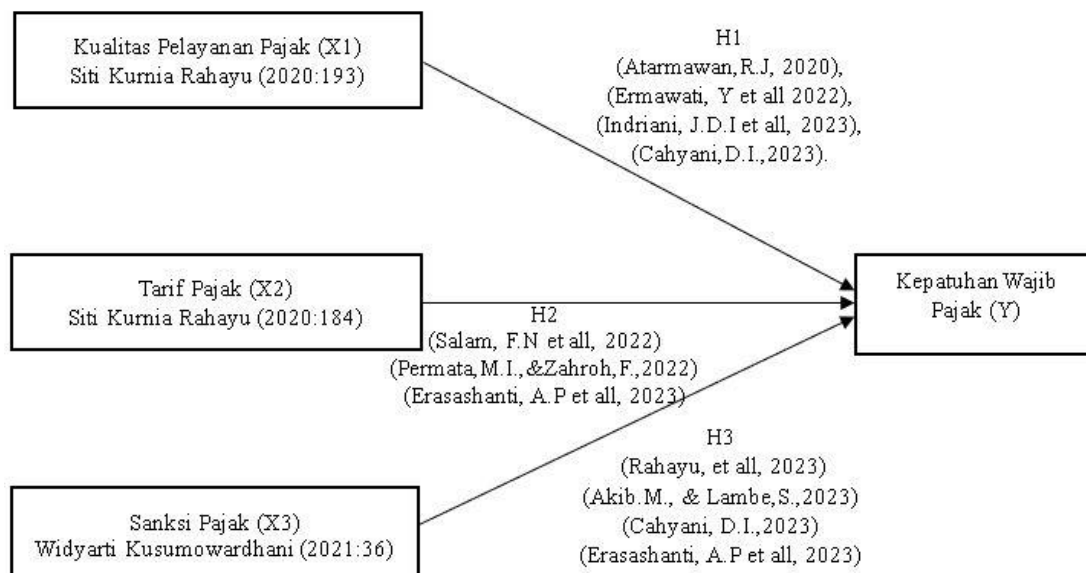 Kualitas Pelayanan Pajak (X1)
Siti Kurnia Rahayu (2020:193)
H1
(Atarmawan,R.J, 2020),
(Ermawati, Y et all 2022),
(Indriani, J.D.I et all, 2023),
(Cahyani,D.I.,2023).
Tarif Pajak (X2)
Siti Kurnia Rahayu (2020:184)
H2
(Salam, F.N et all, 2022)
(Permata,M.I.,&Zahroh,F.,2022)
(Erasashanti, A.P et all, 2023)
Kepatuhan Wajib
Pajak (Y)
Sanksi Pajak (X3)
Widyarti Kusumowardhani (2021:36)
H3
(Rahayu, et all, 2023)
(Akib.M., & Lambe,S.,2023)
(Cahyani, D.I.,2023)
(Erasashanti, A.P et all, 2023)